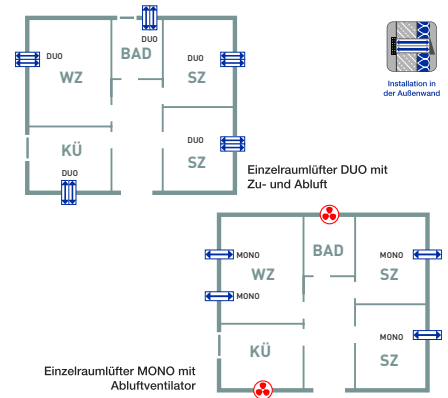 DUO
DUO
BAD
DUO
WZ
SZ
Installation in
der Außenwand
DUO
KÜ
SZ
DUO
Einzelraumlüfter DUO mit
Zu- und Abluft
MONO
BAD
MONO
WZ
SZ
MONO
MONO
KÜ
SZ
Einzelraumlüfter MONO mit
Abluftventilator